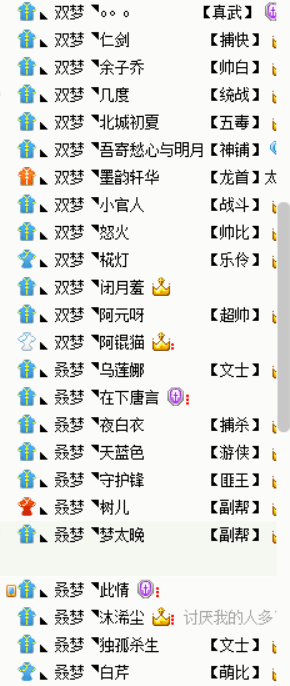 双梦 ◥∘∘ ∘ 【真武】
双梦 ◥仁剑 【捕快】
双梦 ◥余子乔 【帅白】
双梦 ◥几度 【统战】
双梦 ◥北城初夏 【五毒】
双梦 ◥吾寄愁心与明月 【神铺】
双梦 ◥墨韵轩华 【龙首】太
双梦 ◥小官人 【战斗】
双梦 ◥怒火 【帅比】
双梦 ◥椛灯 【乐伶】
双梦 ◥闭月羞
双梦 ◥阿元呀 【超帅】
双梦 ◥阿锟猫
叒梦 ◥乌莲娜 【文士】
叒梦 ◥在下唐言
叒梦 ◥夜白衣 【捕杀】
叒梦 ◥天蓝色 【游侠】
叒梦 ◥守护锋 【匪王】
叒梦 ◥树儿 【副帮】
叒梦 ◥梦太晚 【副帮】
叒梦 ◥此情
叒梦 ◥沐浠尘 讨厌我的人多
叒梦 ◥独孤杀生 【文士】
叒梦 ◥白芹 【萌比】